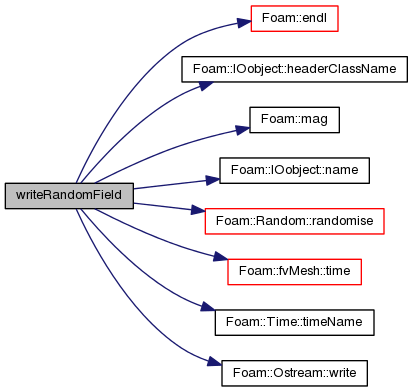 Foam::endl
Foam::IOobject::headerClassName
Foam::mag
Foam::IOobject::name
writeRandomField
Foam::Random::randomise
Foam::fvMesh::time
Foam::Time::timeName
Foam::Ostream::write